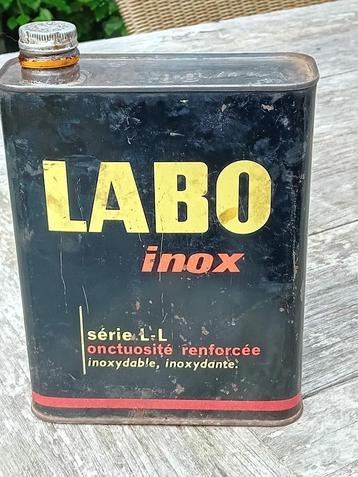 LABO
inox
série L-L
onctuosité renforcée
inoxydable, inoxydante.